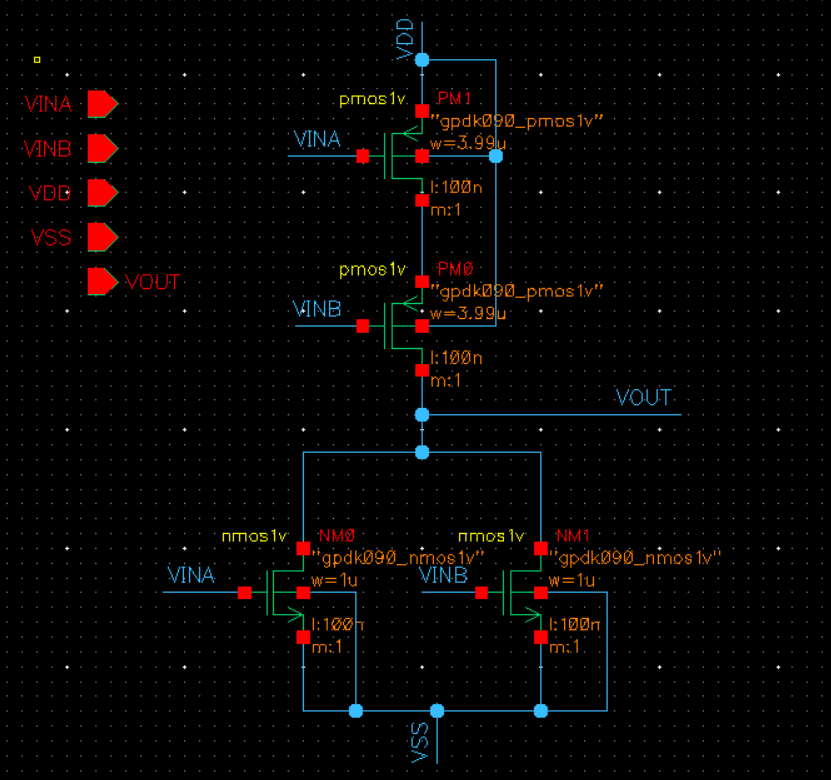 VDD
VINA
VINB
VDD
VSS
VOUT
pmos1v
PM1
"gpdk090_pmos1v"
w=3.99u
VINA
l:100n
m:1
pmos1v
PM0
"gpdk090_pmos1v"
w=3.99u
VINB
l:100n
m:1
VOUT
nmos1v
NM0
"gpdk090_nmos1v"
w=1u
VINA
l:100n
m:1
nmos1v
NM1
"gpdk090_nmos1v"
w=1u
VINB
l:100n
m:1
VSS